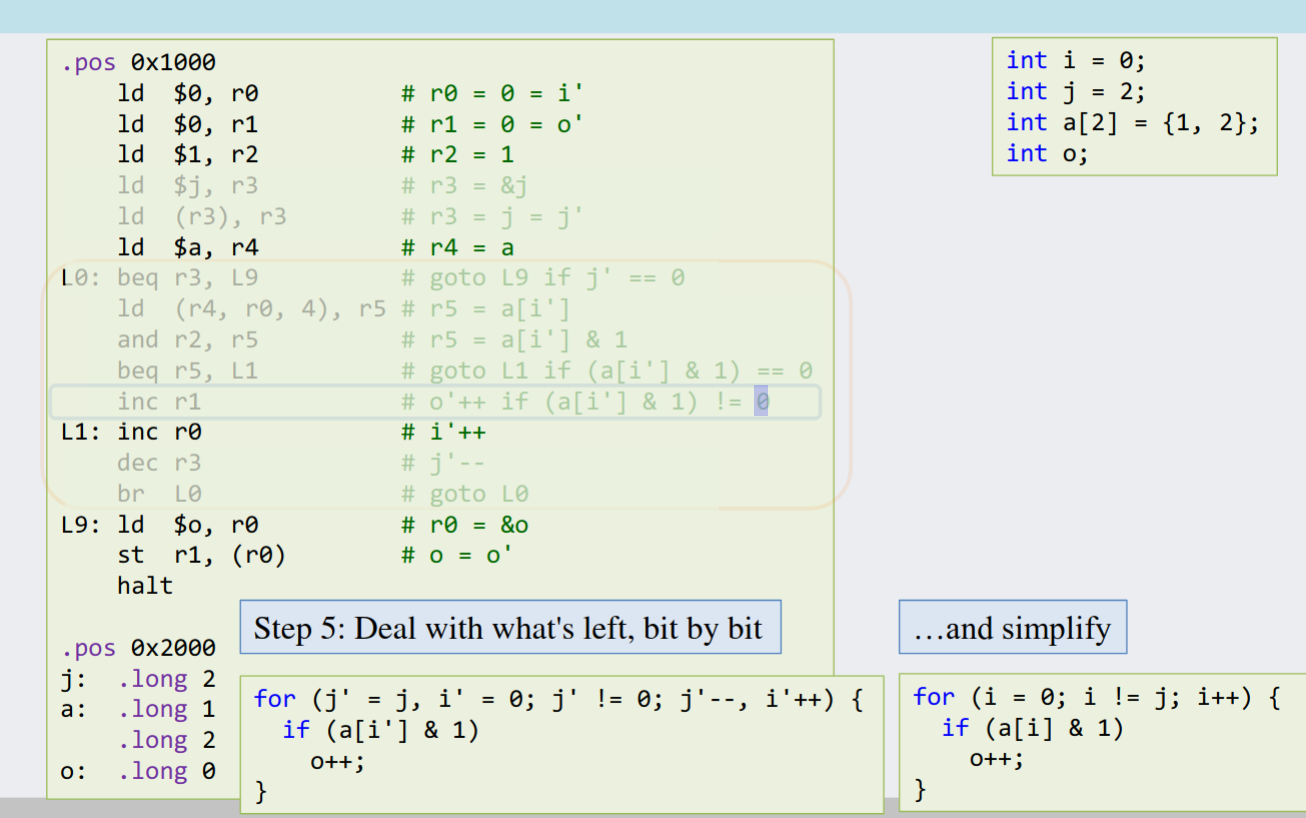 .pos 0x1000
ld $0, r0 # r0 = 0 = i'
ld $0, r1 # r1 = 0 = o'
ld $1, r2 # r2 = 1
ld $j, r3 # r3 = &j
ld (r3), r3 # r3 = j = j'
ld $a, r4 # r4 = a
L0: beq r3, L9 # goto L9 if j' == 0
ld (r4, r0, 4), r5 # r5 = a[i']
and r2, r5 # r5 = a[i'] & 1
beq r5, L1 # goto L1 if (a[i'] & 1) == 0
inc r1 # o'++ if (a[i'] & 1) != 0
L1: inc r0 # i'++
dec r3 # j'--
br L0 # goto L0
L9: ld $o, r0 # r0 = &o
st r1, (r0) # o = o'
halt
.pos 0x2000
j: .long 2
a: .long 1
.long 2
o: .long 0
int i = 0;
int j = 2;
int a[2] = {1, 2};
int o;
Step 5: Deal with what's left, bit by bit
for (j' = j, i' = 0; j' != 0; j'--, i'++) {
if (a[i'] & 1)
o++;
}
…and simplify
for (i = 0; i != j; i++) {
if (a[i] & 1)
o++;
}